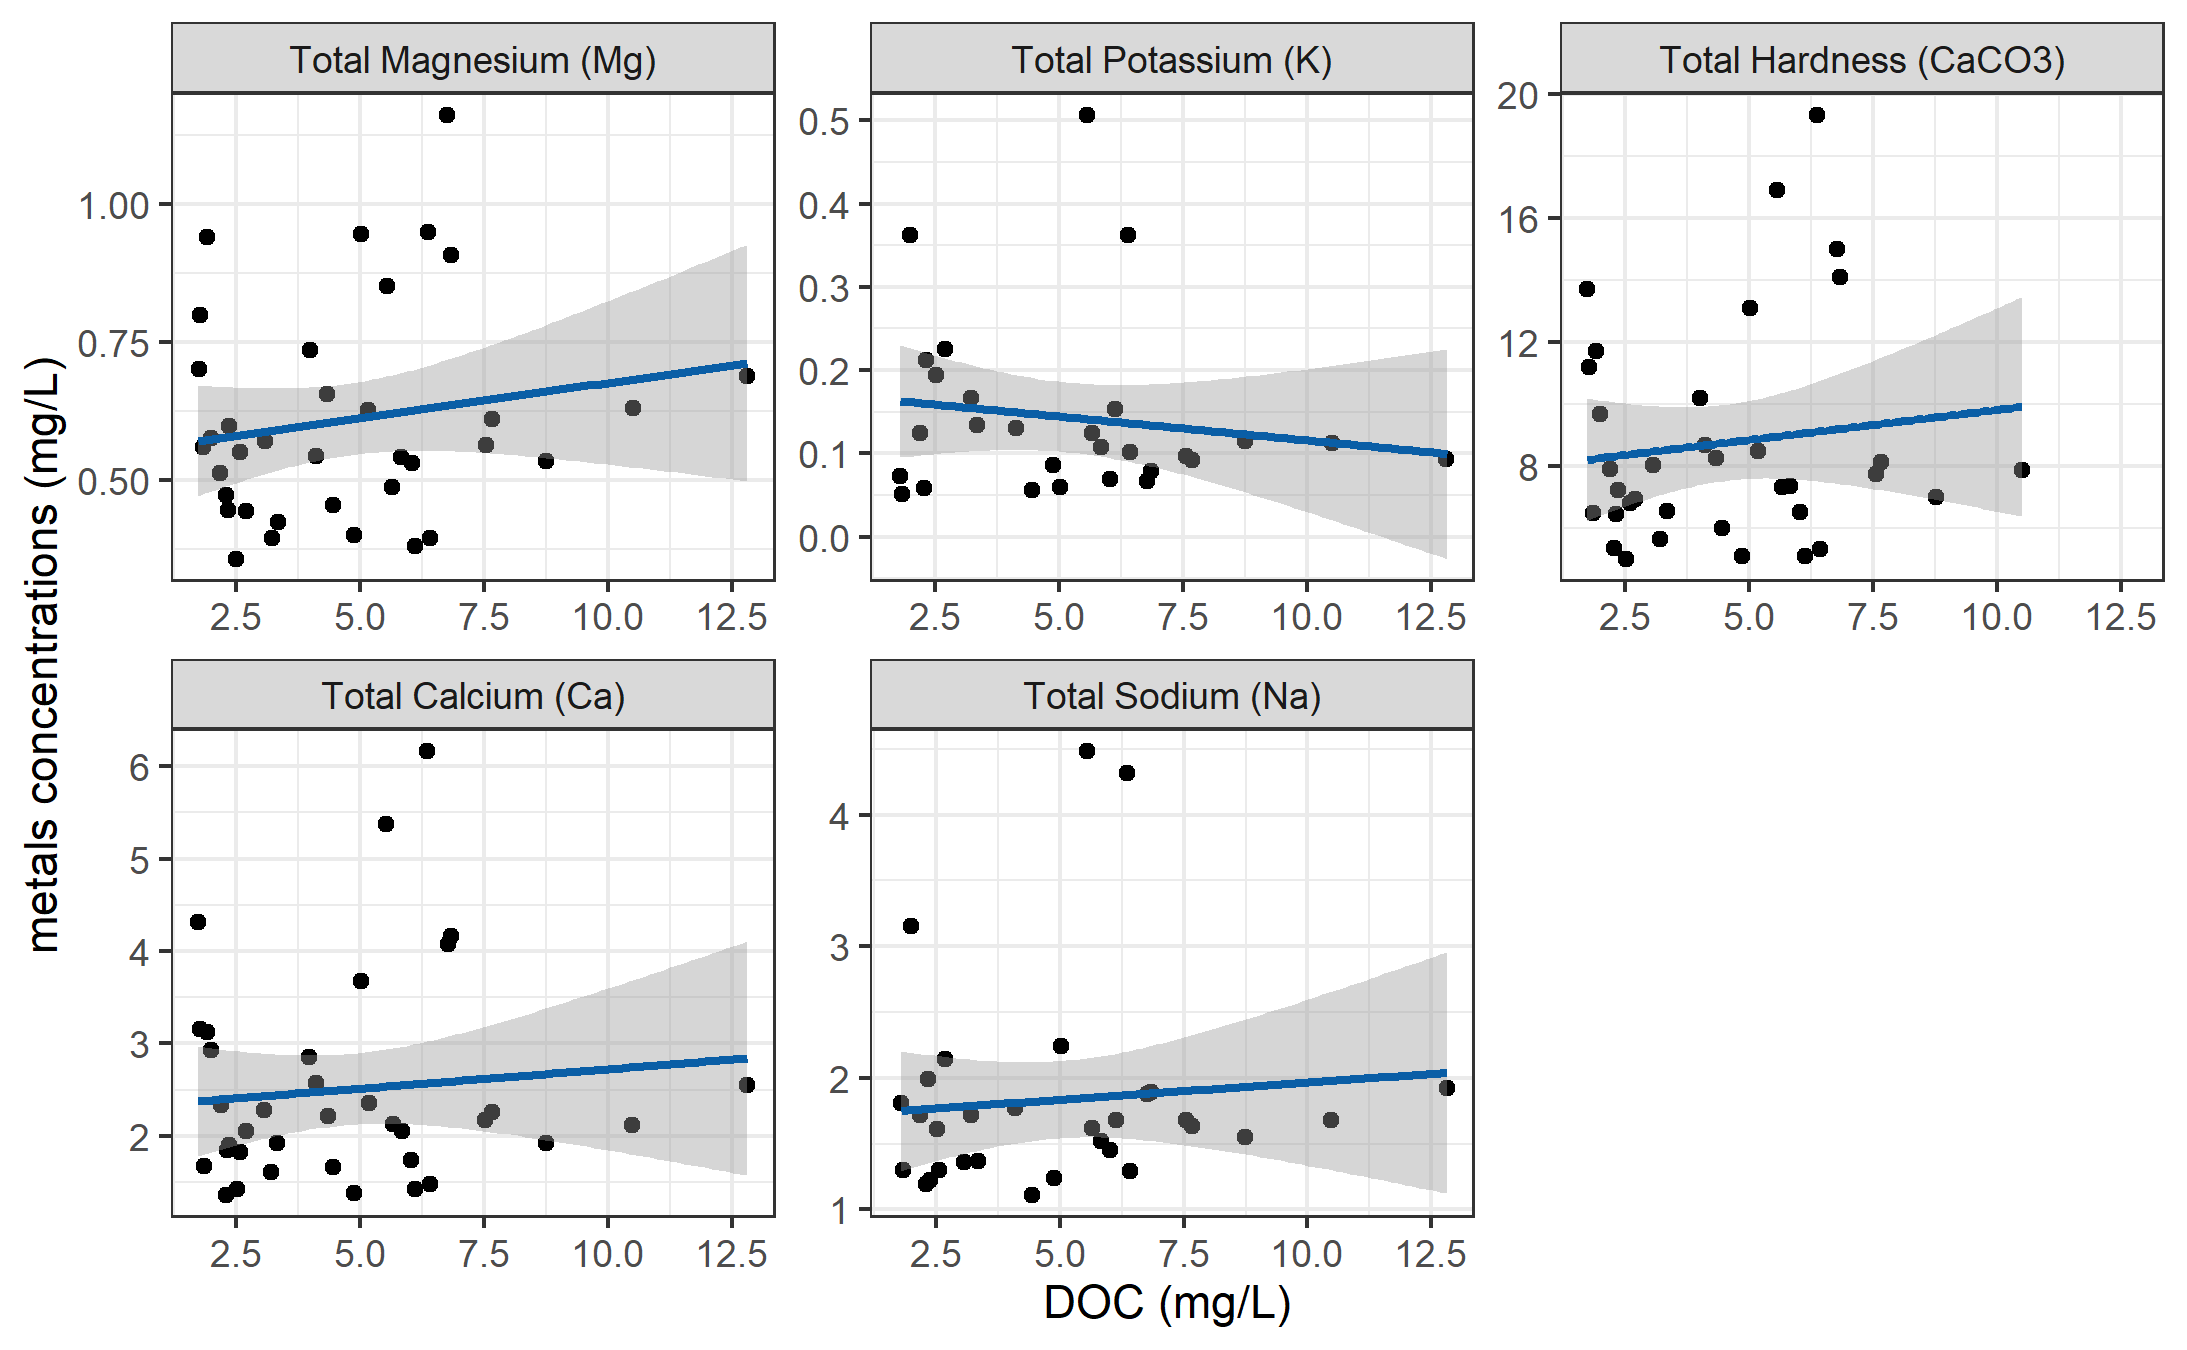 Total Magnesium (Mg)
Total Potassium (K)
Total Hardness (CaCO3)
1.00
0.75
0.50
0.5
0.4
0.3
0.2
0.1
0.0
20
16
12
8
2.5 5.0 7.5 10.0 12.5
2.5 5.0 7.5 10.0 12.5
2.5 5.0 7.5 10.0 12.5
metals concentrations (mg/L)
Total Calcium (Ca)
Total Sodium (Na)
6
5
4
3
2
4
3
2
1
2.5 5.0 7.5 10.0 12.5
2.5 5.0 7.5 10.0 12.5
DOC (mg/L)